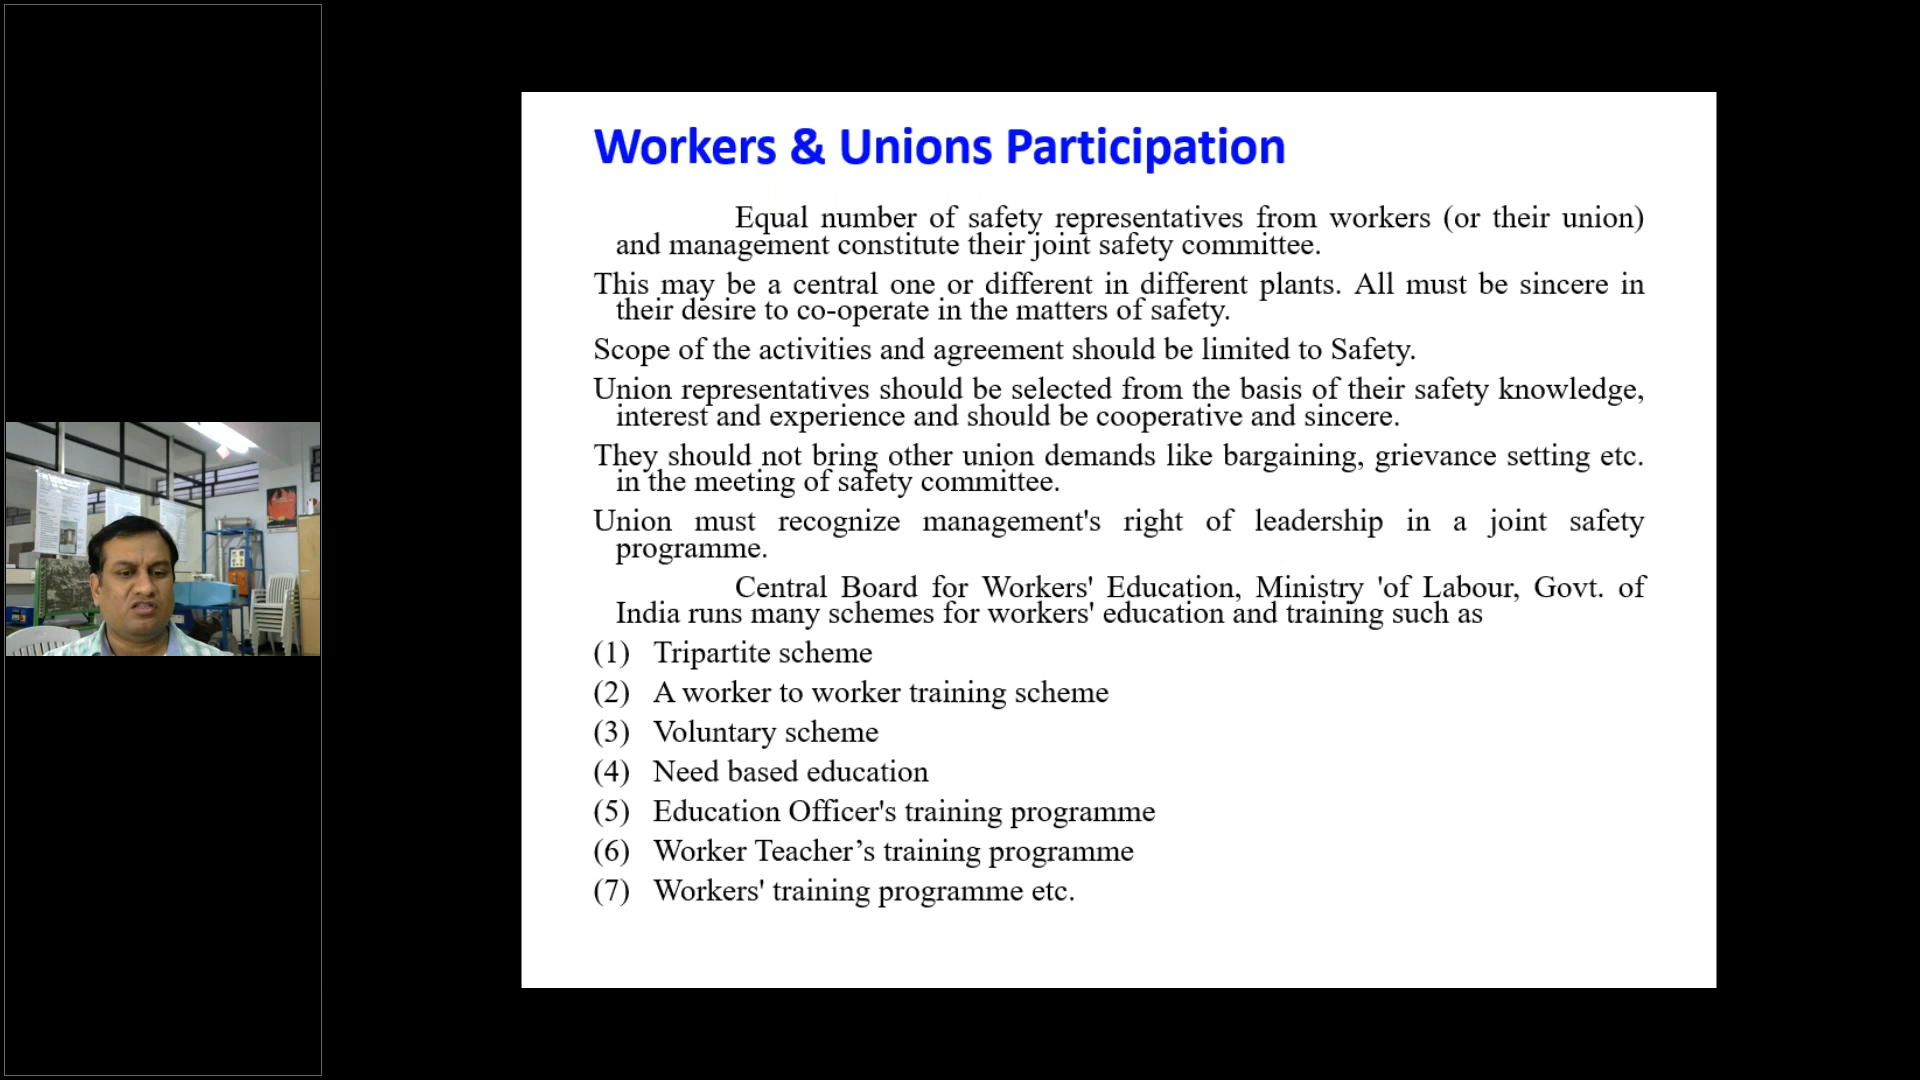 Workers & Unions Participation
Equal number of safety representatives from workers (or their union)
and management constitute their joint safety committee.
This may be a central one or different in different plants. All must be sincere in
their desire to co-operate in the matters of safety.
Scope of the activities and agreement should be limited to Safety.
Union representatives should be selected from the basis of their safety knowledge,
interest and experience and should be cooperative and sincere.
They should not bring other union demands like bargaining, grievance setting etc.
in the meeting of safety committee.
Union must recognize management's right of leadership in a joint safety
programme.
Central Board for Workers' Education, Ministry 'of Labour, Govt. of
India runs many schemes for workers' education and training such as
(1) Tripartite scheme
(2) A worker to worker training scheme
(3) Voluntary scheme
(4) Need based education
(5) Education Officer's training programme
(6) Worker Teacher’s training programme
(7) Workers' training programme etc.